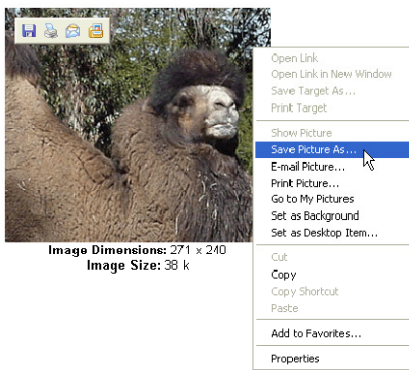 Open Link
Open Link in New Window
Save Target As...
Print Target
Show Picture
Save Picture As...
E-mail Picture...
Print Picture...
Go to My Pictures
Set as Background
Set as Desktop Item...
Cut
Copy
Copy Shortcut
Paste
Add to Favorites...
Properties
Image Dimensions: 271 x 240
Image Size: 38 k